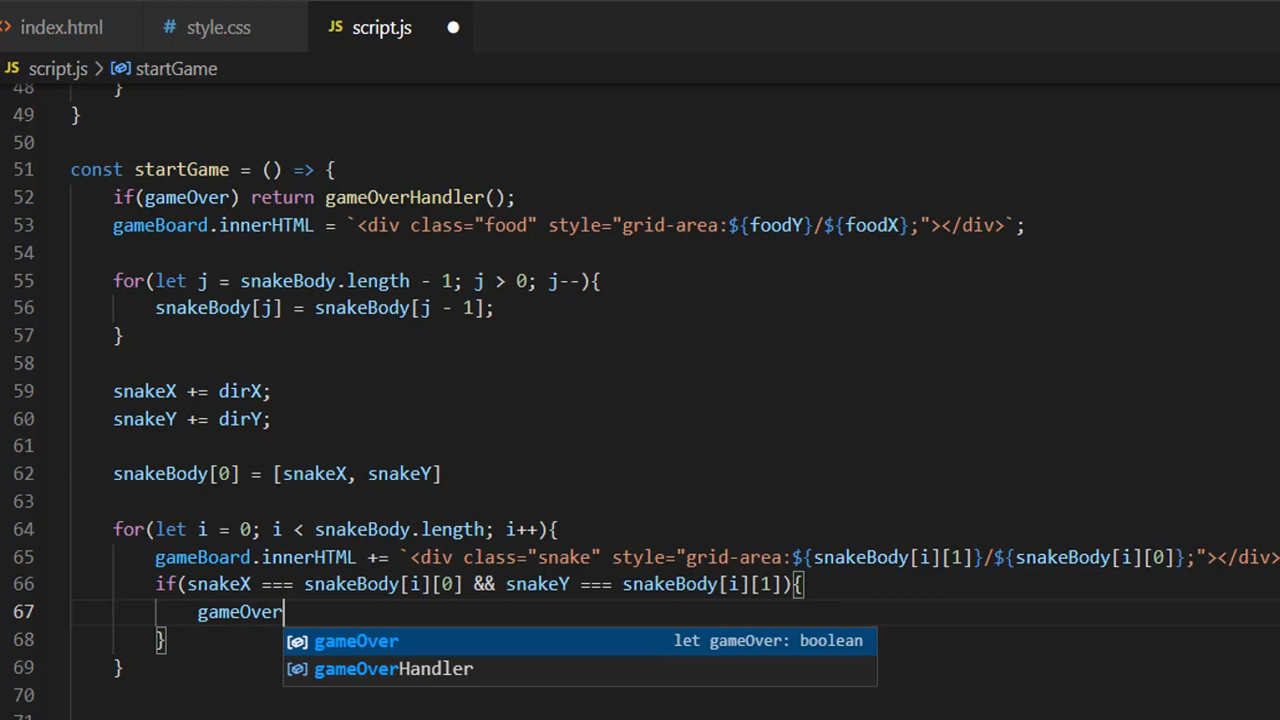 index.html # style.css JS script.js
JS script.js > startGame
48 }
49 }
50
51 const startGame = () => {
52 if(gameOver) return gameOverHandler();
53 gameBoard.innerHTML = `<div class="food" style="grid-area:${foodY}/${foodX};"></div>`;
54
55 for(let j = snakeBody.length - 1; j > 0; j--){
56 snakeBody[j] = snakeBody[j - 1];
57 }
58
59 snakeX += dirX;
60 snakeY += dirY;
61
62 snakeBody[0] = [snakeX, snakeY]
63
64 for(let i = 0; i < snakeBody.length; i++){
65 gameBoard.innerHTML += `<div class="snake" style="grid-area:${snakeBody[i][1]}/${snakeBody[i][0]};"></div>
66 if(snakeX === snakeBody[i][0] && snakeY === snakeBody[i][1]){
67 gameOver
gameOver let gameOver: boolean
68 }
gameOverHandler
69 }
70